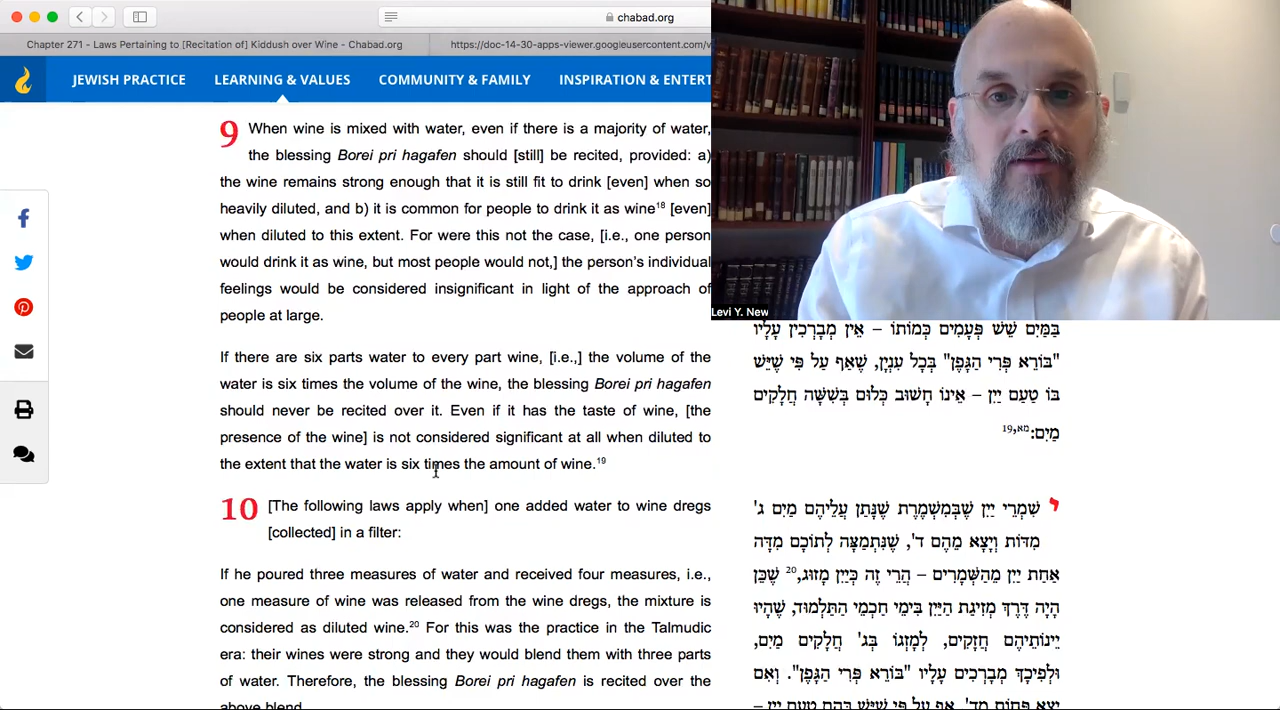 chabad.org
Chapter 271 - Laws Pertaining to [Recitation of] Kiddush over Wine - Chabad.org
https://doc-14-30-apps-viewer.googleusercontent.com/v
JEWISH PRACTICE LEARNING & VALUES COMMUNITY & FAMILY INSPIRATION & ENTERT
9 When wine is mixed with water, even if there is a majority of water,
the blessing Borei pri hagafen should [still] be recited, provided: a)
the wine remains strong enough that it is still fit to drink [even] when so
heavily diluted, and b) it is common for people to drink it as wine18 [even]
when diluted to this extent. For were this not the case, [i.e., one person
would drink it as wine, but most people would not,] the person's individual
feelings would be considered insignificant in light of the approach of
people at large.
If there are six parts water to every part wine, [i.e.,] the volume of the
water is six times the volume of the wine, the blessing Borei pri hagafen
should never be recited over it. Even if it has the taste of wine, [the
presence of the wine] is not considered significant at all when diluted to
the extent that the water is six times the amount of wine.19
10 [The following laws apply when] one added water to wine dregs
[collected] in a filter:
If he poured three measures of water and received four measures, i.e.,
one measure of wine was released from the wine dregs, the mixture is
considered as diluted wine.20 For this was the practice in the Talmudic
era: their wines were strong and they would blend them with three parts
of water. Therefore, the blessing Borei pri hagafen is recited over the
above blend.
Levi Y. New
בַּמַּיִם שֵׁשׁ פְּעָמִים כְּמוֹתוֹ – אֵין מְבָרְכִין עָלָיו
"בּוֹרֵא פְּרִי הַגָּפֶן" בְּכָל עִנְיָן, שֶׁאַף עַל פִּי שֶׁיֵּשׁ
בּוֹ טַעַם יַיִן – אֵינוֹ חָשׁוּב כְּלוּם בְּשִׁשָּׁה חֲלָקִים
מַיִם:מא,19
י שִׁמְרֵי יַיִן שֶׁבִּמְשַׁמֶּרֶת שֶׁנָּתַן עֲלֵיהֶם מַיִם ג'
מִדּוֹת וְיָצָא מֵהֶם ד', שֶׁנִּתְמַצָּה לְתוֹכָם מִדָּה
אַחַת יַיִן מֵהַשְּׁמָרִים – הֲרֵי זֶה כְּיַיִן מָזוּג,20 שֶׁכֵּן
הָיָה דֶּרֶךְ מְזִיגַת הַיַּיִן בִּימֵי חַכְמֵי הַתַּלְמוּד, שֶׁהָיוּ
יֵינוֹתֵיהֶם חֲזָקִים, לְמָזְגוֹ בְּג' חֲלָקִים מַיִם,
וּלְפִיכָךְ מְבָרְכִים עָלָיו "בּוֹרֵא פְּרִי הַגָּפֶן". וְאִם
יָצָא פָּחוֹת מִד', אַף עַל פִּי שֶׁיֵּשׁ בָּהֶם טַעַם יַיִן –